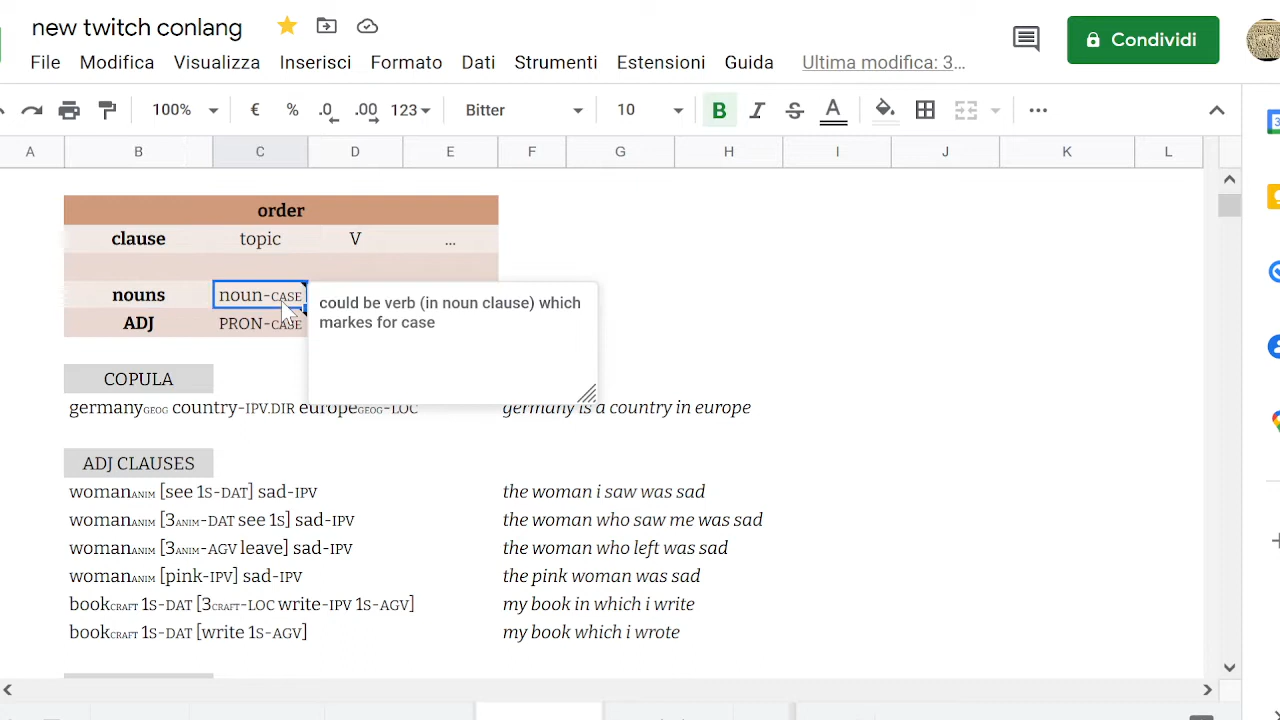 new twitch conlang
Condividi
File Modifica Visualizza Inserisci Formato Dati Strumenti Estensioni Guida Ultima modifica: 3...
100% € % .0 .00 123 Bitter 10 B I S A
A B C D E F G H I J K L
order
clause topic V ...
nouns noun-CASE
could be verb (in noun clause) which
markes for case
ADJ PRON-CASE
COPULA
germanyGEOG country-IPV.DIR europeGEOG-LOC germany is a country in europe
ADJ CLAUSES
womanANIM [see 1S-DAT] sad-IPV the woman i saw was sad
womanANIM [3ANIM-DAT see 1S] sad-IPV the woman who saw me was sad
womanANIM [3ANIM-AGV leave] sad-IPV the woman who left was sad
womanANIM [pink-IPV] sad-IPV the pink woman was sad
bookCRAFT 1S-DAT [3CRAFT-LOC write-IPV 1S-AGV] my book in which i write
bookCRAFT 1S-DAT [write 1S-AGV] my book which i wrote